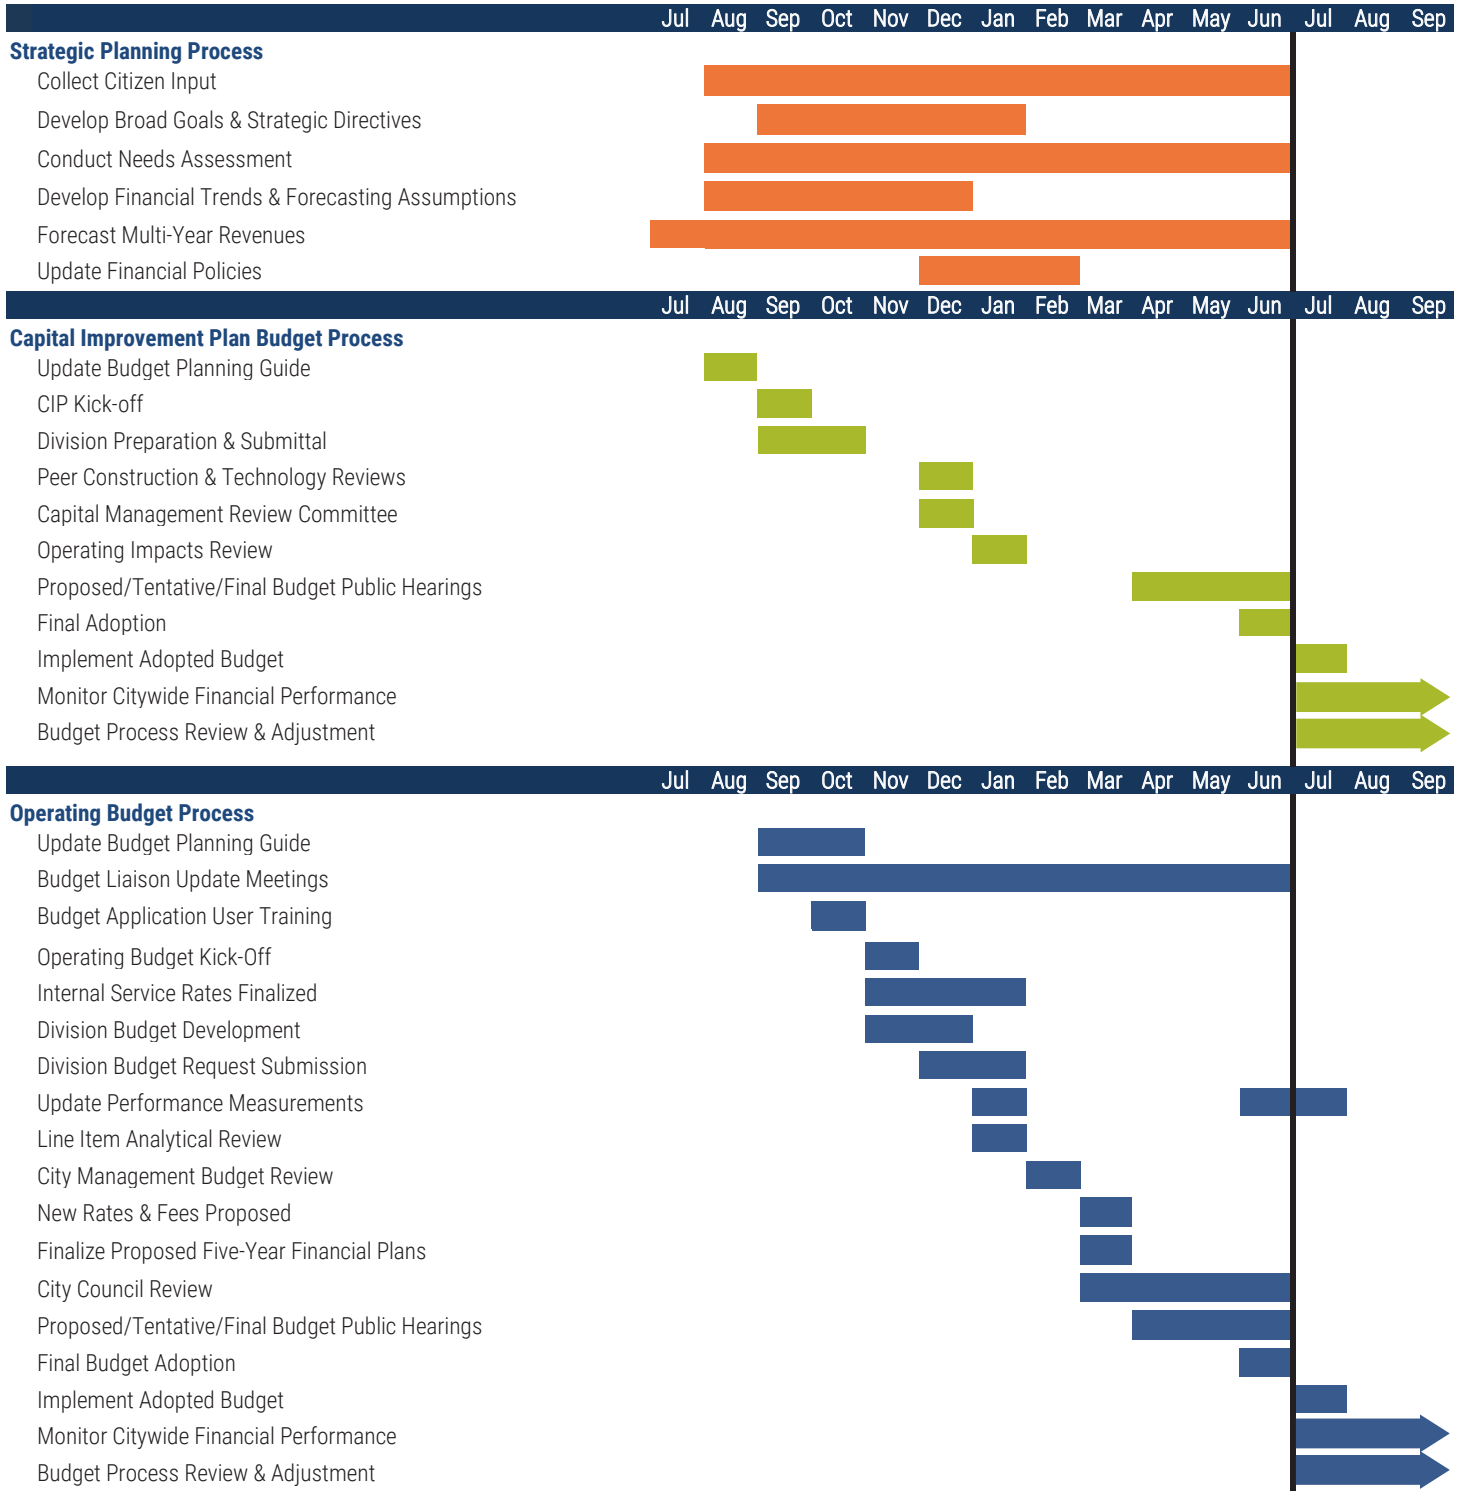 Jul Aug Sep Oct Nov Dec Jan Feb Mar Apr May Jun Jul Aug Sep
Strategic Planning Process
Collect Citizen Input
Develop Broad Goals & Strategic Directives
Conduct Needs Assessment
Develop Financial Trends & Forecasting Assumptions
Forecast Multi-Year Revenues
Update Financial Policies
Jul Aug Sep Oct Nov Dec Jan Feb Mar Apr May Jun Jul Aug Sep
Capital Improvement Plan Budget Process
Update Budget Planning Guide
CIP Kick-off
Division Preparation & Submittal
Peer Construction & Technology Reviews
Capital Management Review Committee
Operating Impacts Review
Proposed/Tentative/Final Budget Public Hearings
Final Adoption
Implement Adopted Budget
Monitor Citywide Financial Performance
Budget Process Review & Adjustment
Jul Aug Sep Oct Nov Dec Jan Feb Mar Apr May Jun Jul Aug Sep
Operating Budget Process
Update Budget Planning Guide
Budget Liaison Update Meetings
Budget Application User Training
Operating Budget Kick-Off
Internal Service Rates Finalized
Division Budget Development
Division Budget Request Submission
Update Performance Measurements
Line Item Analytical Review
City Management Budget Review
New Rates & Fees Proposed
Finalize Proposed Five-Year Financial Plans
City Council Review
Proposed/Tentative/Final Budget Public Hearings
Final Budget Adoption
Implement Adopted Budget
Monitor Citywide Financial Performance
Budget Process Review & Adjustment